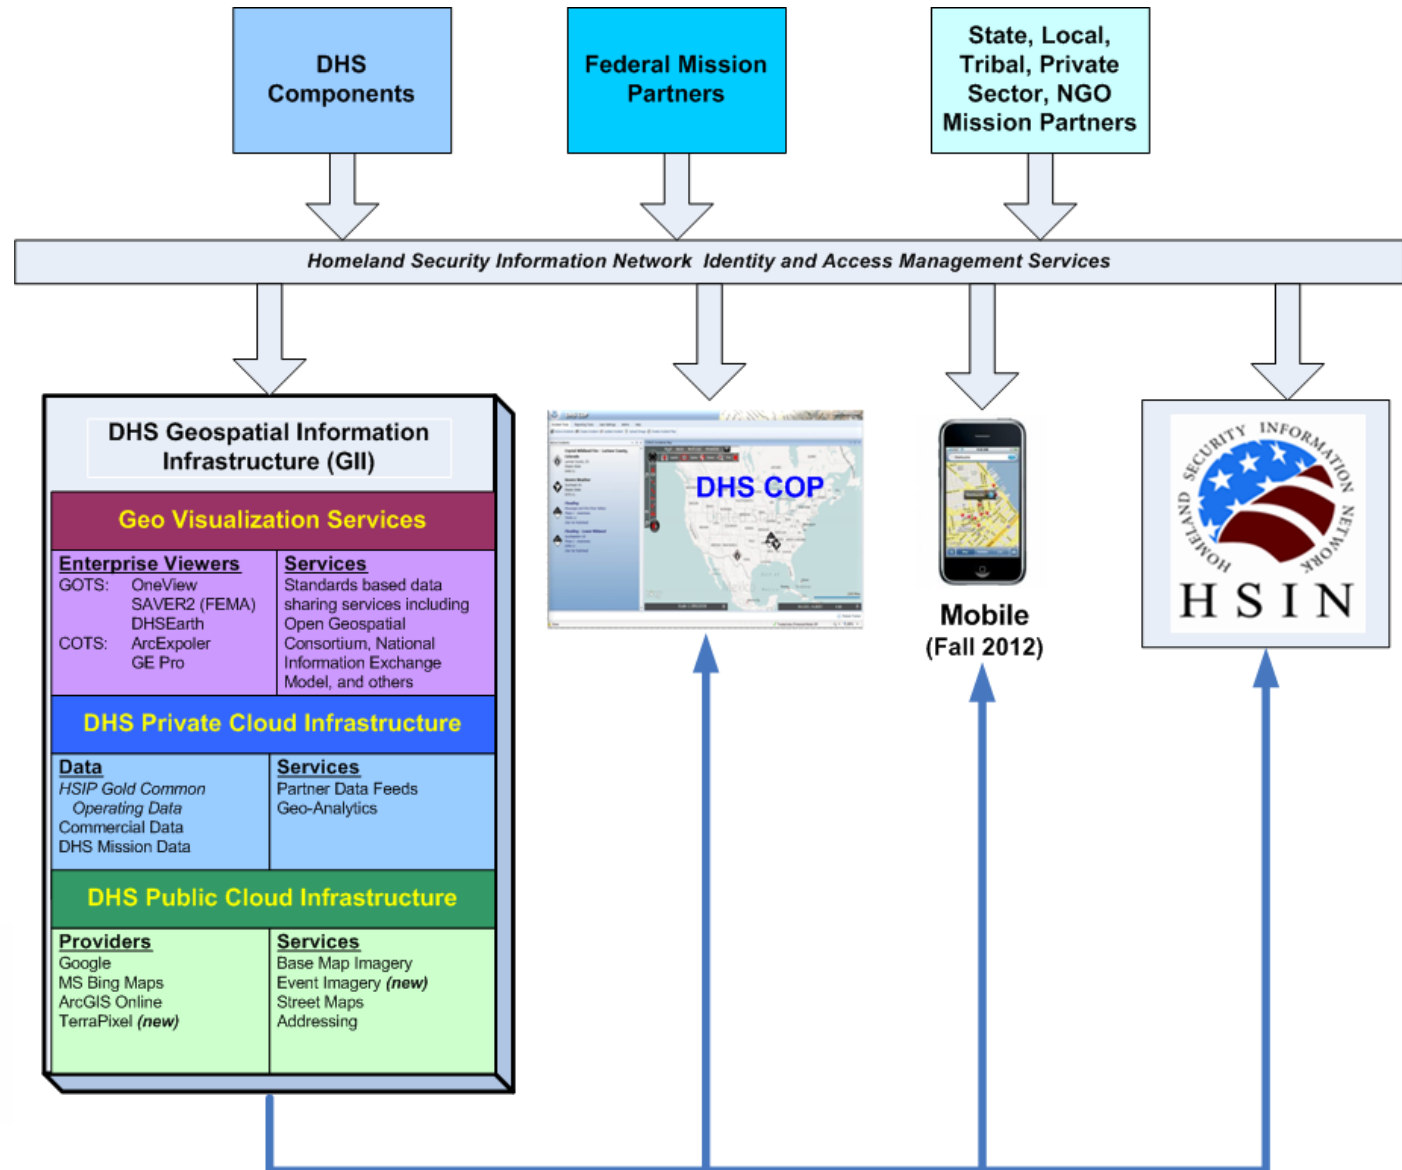 DHS
Components
Federal Mission
Partners
State, Local,
Tribal, Private
Sector, NGO
Mission Partners
Homeland Security Information Network Identity and Access Management Services
DHS Geospatial Information
Infrastructure (GII)
Geo Visualization Services
Enterprise Viewers
GOTS: OneView
SAVER2 (FEMA)
DHSEarth
COTS: ArcExpoler
GE Pro
Services
Standards based data
sharing services including
Open Geospatial
Consortium, National
Information Exchange
Model, and others
DHS Private Cloud Infrastructure
Data
HSIP Gold Common
Operating Data
Commercial Data
DHS Mission Data
Services
Partner Data Feeds
Geo-Analytics
DHS Public Cloud Infrastructure
Providers
Google
MS Bing Maps
ArcGIS Online
TerraPixel (new)
Services
Base Map Imagery
Event Imagery (new)
Street Maps
Addressing
DHS COP
Mobile
(Fall 2012)
HOMELAND SECURITY INFORMATION NETWORK
HSIN